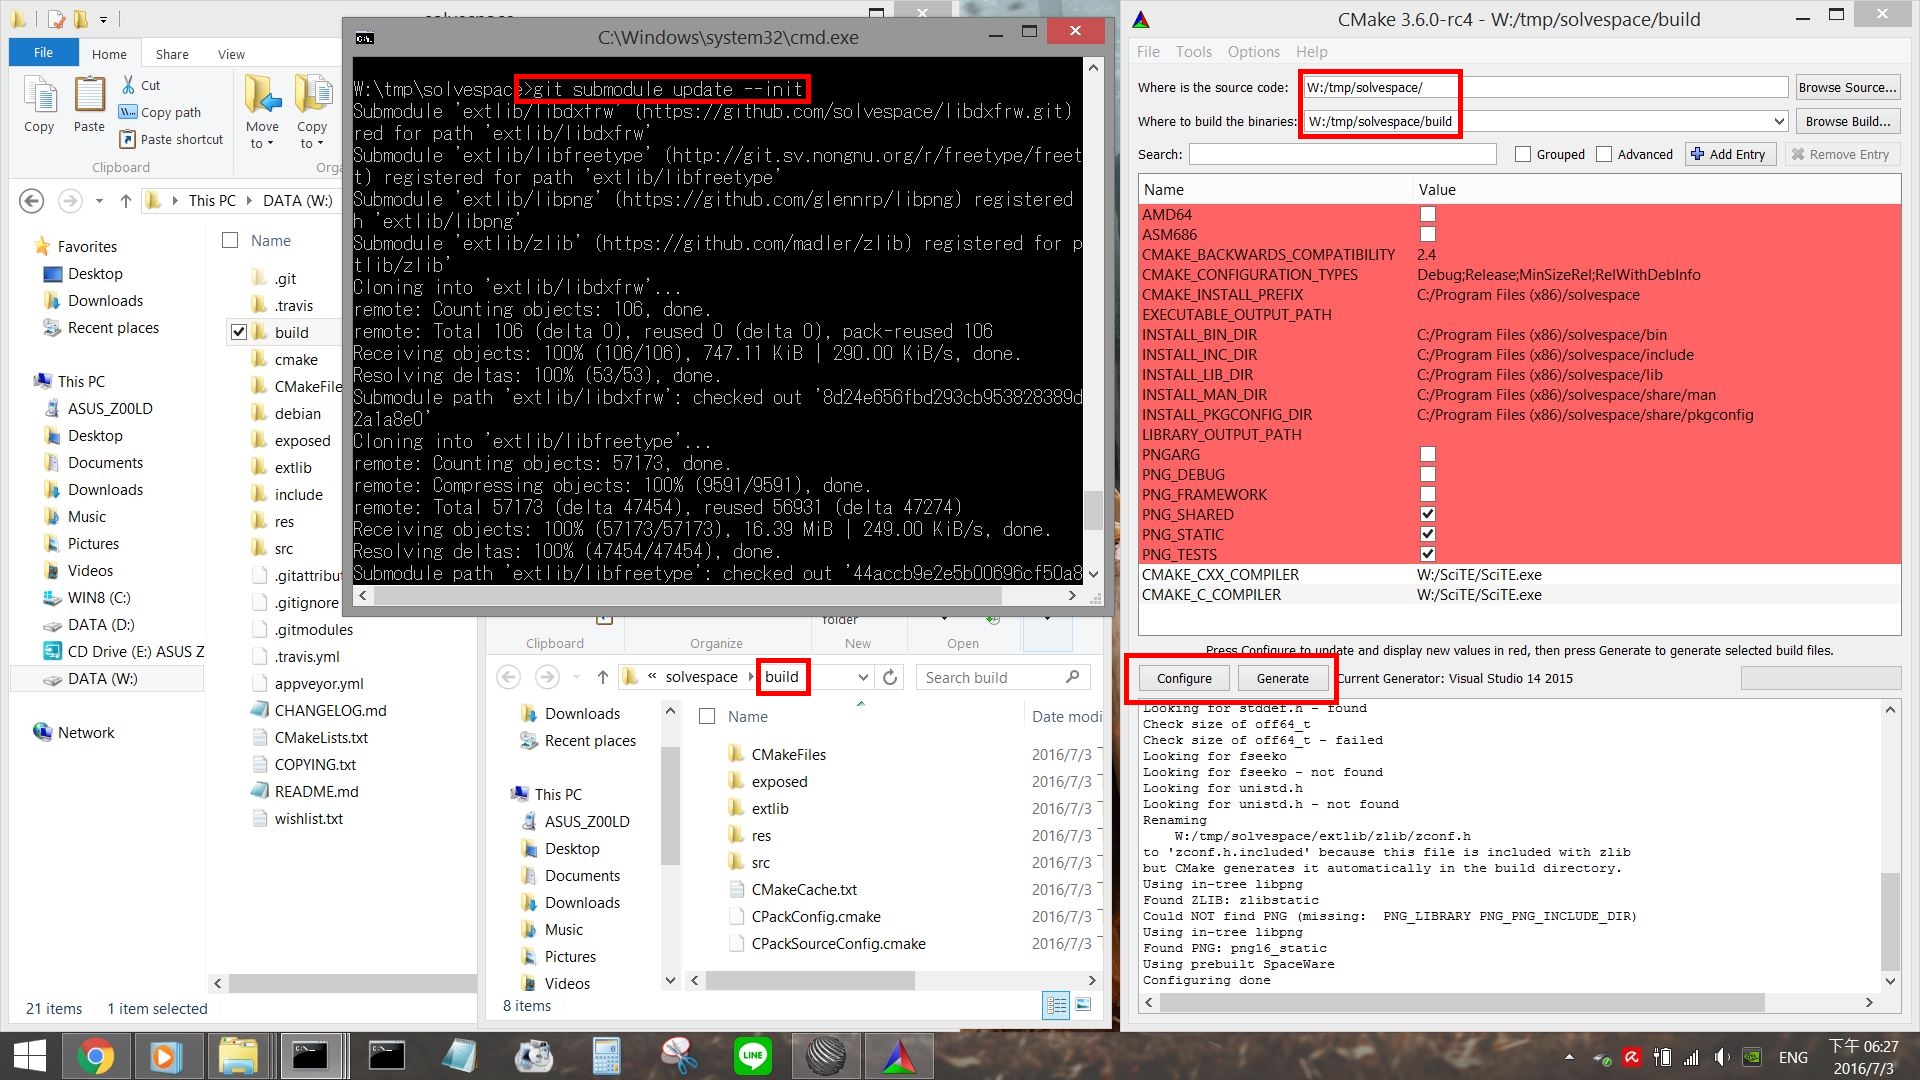 File
Home
Share
View
Copy
Paste
Cut
Copy path
Paste shortcut
Move to
Copy to
Clipboard
This PC
DATA (W:)
Favorites
Desktop
Downloads
Recent places
This PC
ASUS_Z00LD
Desktop
Documents
Downloads
Music
Pictures
Videos
WIN8 (C:)
DATA (D:)
CD Drive (E:) ASUS Z
DATA (W:)
Network
Name
.git
.travis
build
cmake
CMakeFile
debian
exposed
extlib
include
res
src
.gitattribut
.gitignore
.gitmodules
.travis.yml
appveyor.yml
CHANGELOG.md
CMakeLists.txt
COPYING.txt
README.md
wishlist.txt
21 items 1 item selected
C:\Windows\system32\cmd.exe
W:\tmp\solvespace>git submodule update --init
Submodule 'extlib/libdxfrw' (https://github.com/solvespace/libdxfrw.git)
red for path 'extlib/libdxfrw'
Submodule 'extlib/libfreetype' (http://git.sv.nongnu.org/r/freetype/freet
t) registered for path 'extlib/libfreetype'
Submodule 'extlib/libpng' (https://github.com/glennrp/libpng) registered
h 'extlib/libpng'
Submodule 'extlib/zlib' (https://github.com/madler/zlib) registered for p
tlib/zlib'
Cloning into 'extlib/libdxfrw'...
remote: Counting objects: 106, done.
remote: Total 106 (delta 0), reused 0 (delta 0), pack-reused 106
Receiving objects: 100% (106/106), 747.11 KiB | 290.00 KiB/s, done.
Resolving deltas: 100% (53/53), done.
Submodule path 'extlib/libdxfrw': checked out '8d24e656fbd293cb953828389d
2a1a8e0'
Cloning into 'extlib/libfreetype'...
remote: Counting objects: 57173, done.
remote: Compressing objects: 100% (9591/9591), done.
remote: Total 57173 (delta 47454), reused 56931 (delta 47274)
Receiving objects: 100% (57173/57173), 16.39 MiB | 249.00 KiB/s, done.
Resolving deltas: 100% (47454/47454), done.
Submodule path 'extlib/libfreetype': checked out '44accb9e2e5b00696cf50a8
folder
Clipboard
Organize
New
Open
« solvespace build
Search build
Downloads
Recent places
This PC
ASUS_Z00LD
Desktop
Documents
Downloads
Music
Pictures
Videos
Name Date modi
CMakeFiles 2016/7/3
exposed 2016/7/3
extlib 2016/7/3
res 2016/7/3
src 2016/7/3
CMakeCache.txt 2016/7/3
CPackConfig.cmake 2016/7/3
CPackSourceConfig.cmake 2016/7/3
8 items
CMake 3.6.0-rc4 - W:/tmp/solvespace/build
File Tools Options Help
Where is the source code: W:/tmp/solvespace/ Browse Source...
Where to build the binaries: W:/tmp/solvespace/build Browse Build...
Search: Grouped Advanced Add Entry Remove Entry
Name Value
AMD64
ASM686
CMAKE_BACKWARDS_COMPATIBILITY 2.4
CMAKE_CONFIGURATION_TYPES Debug;Release;MinSizeRel;RelWithDebInfo
CMAKE_INSTALL_PREFIX C:/Program Files (x86)/solvespace
EXECUTABLE_OUTPUT_PATH
INSTALL_BIN_DIR C:/Program Files (x86)/solvespace/bin
INSTALL_INC_DIR C:/Program Files (x86)/solvespace/include
INSTALL_LIB_DIR C:/Program Files (x86)/solvespace/lib
INSTALL_MAN_DIR C:/Program Files (x86)/solvespace/share/man
INSTALL_PKGCONFIG_DIR C:/Program Files (x86)/solvespace/share/pkgconfig
LIBRARY_OUTPUT_PATH
PNGARG
PNG_DEBUG
PNG_FRAMEWORK
PNG_SHARED
PNG_STATIC
PNG_TESTS
CMAKE_CXX_COMPILER W:/SciTE/SciTE.exe
CMAKE_C_COMPILER W:/SciTE/SciTE.exe
Press Configure to update and display new values in red, then press Generate to generate selected build files.
Configure Generate Current Generator: Visual Studio 14 2015
Looking for stddef.h - found
Check size of off64_t
Check size of off64_t - failed
Looking for fseeko
Looking for fseeko - not found
Looking for unistd.h
Looking for unistd.h - not found
Renaming
W:/tmp/solvespace/extlib/zlib/zconf.h
to 'zconf.h.included' because this file is included with zlib
but CMake generates it automatically in the build directory.
Using in-tree libpng
Found ZLIB: zlibstatic
Could NOT find PNG (missing: PNG_LIBRARY PNG_PNG_INCLUDE_DIR)
Using in-tree libpng
Found PNG: png16_static
Using prebuilt SpaceWare
Configuring done
LINE
ENG
下午 06:27
2016/7/3